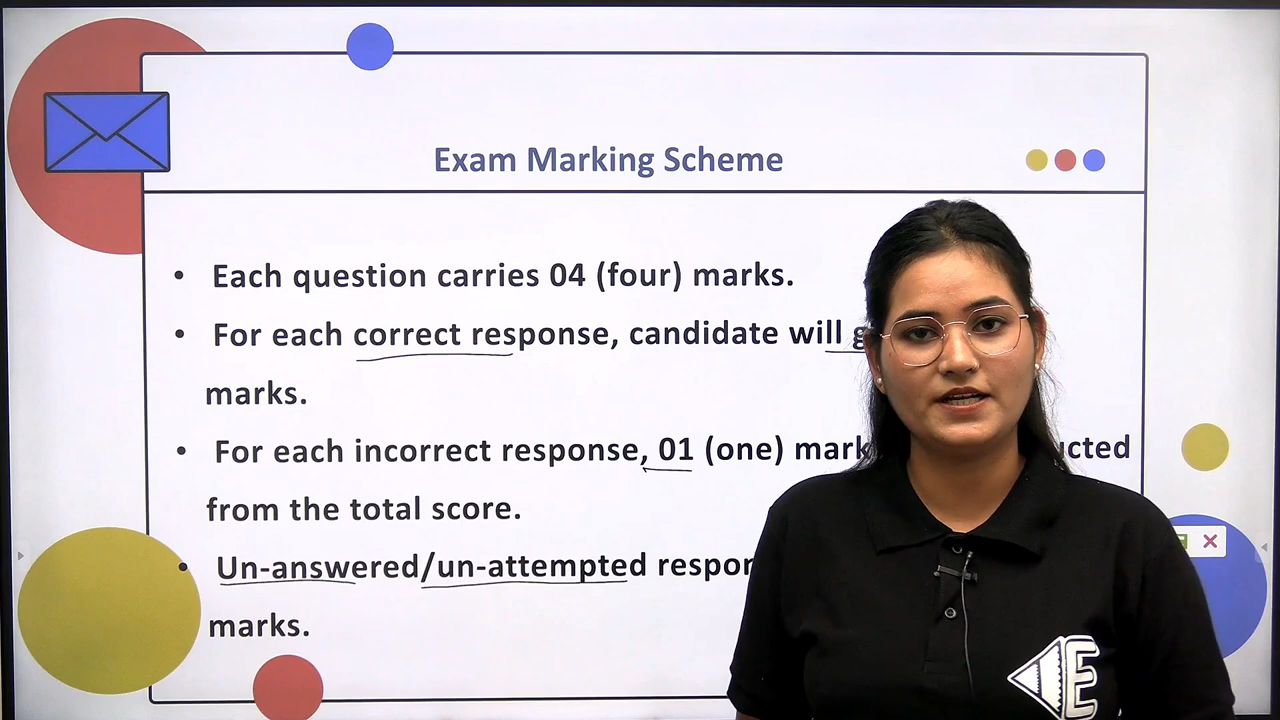 Exam Marking Scheme
• Each question carries 04 (four) marks.
• For each correct response, candidate will
marks.
• For each incorrect response, 01 (one) mark
from the total score.
• Un-answered/un-attempted
marks.
E